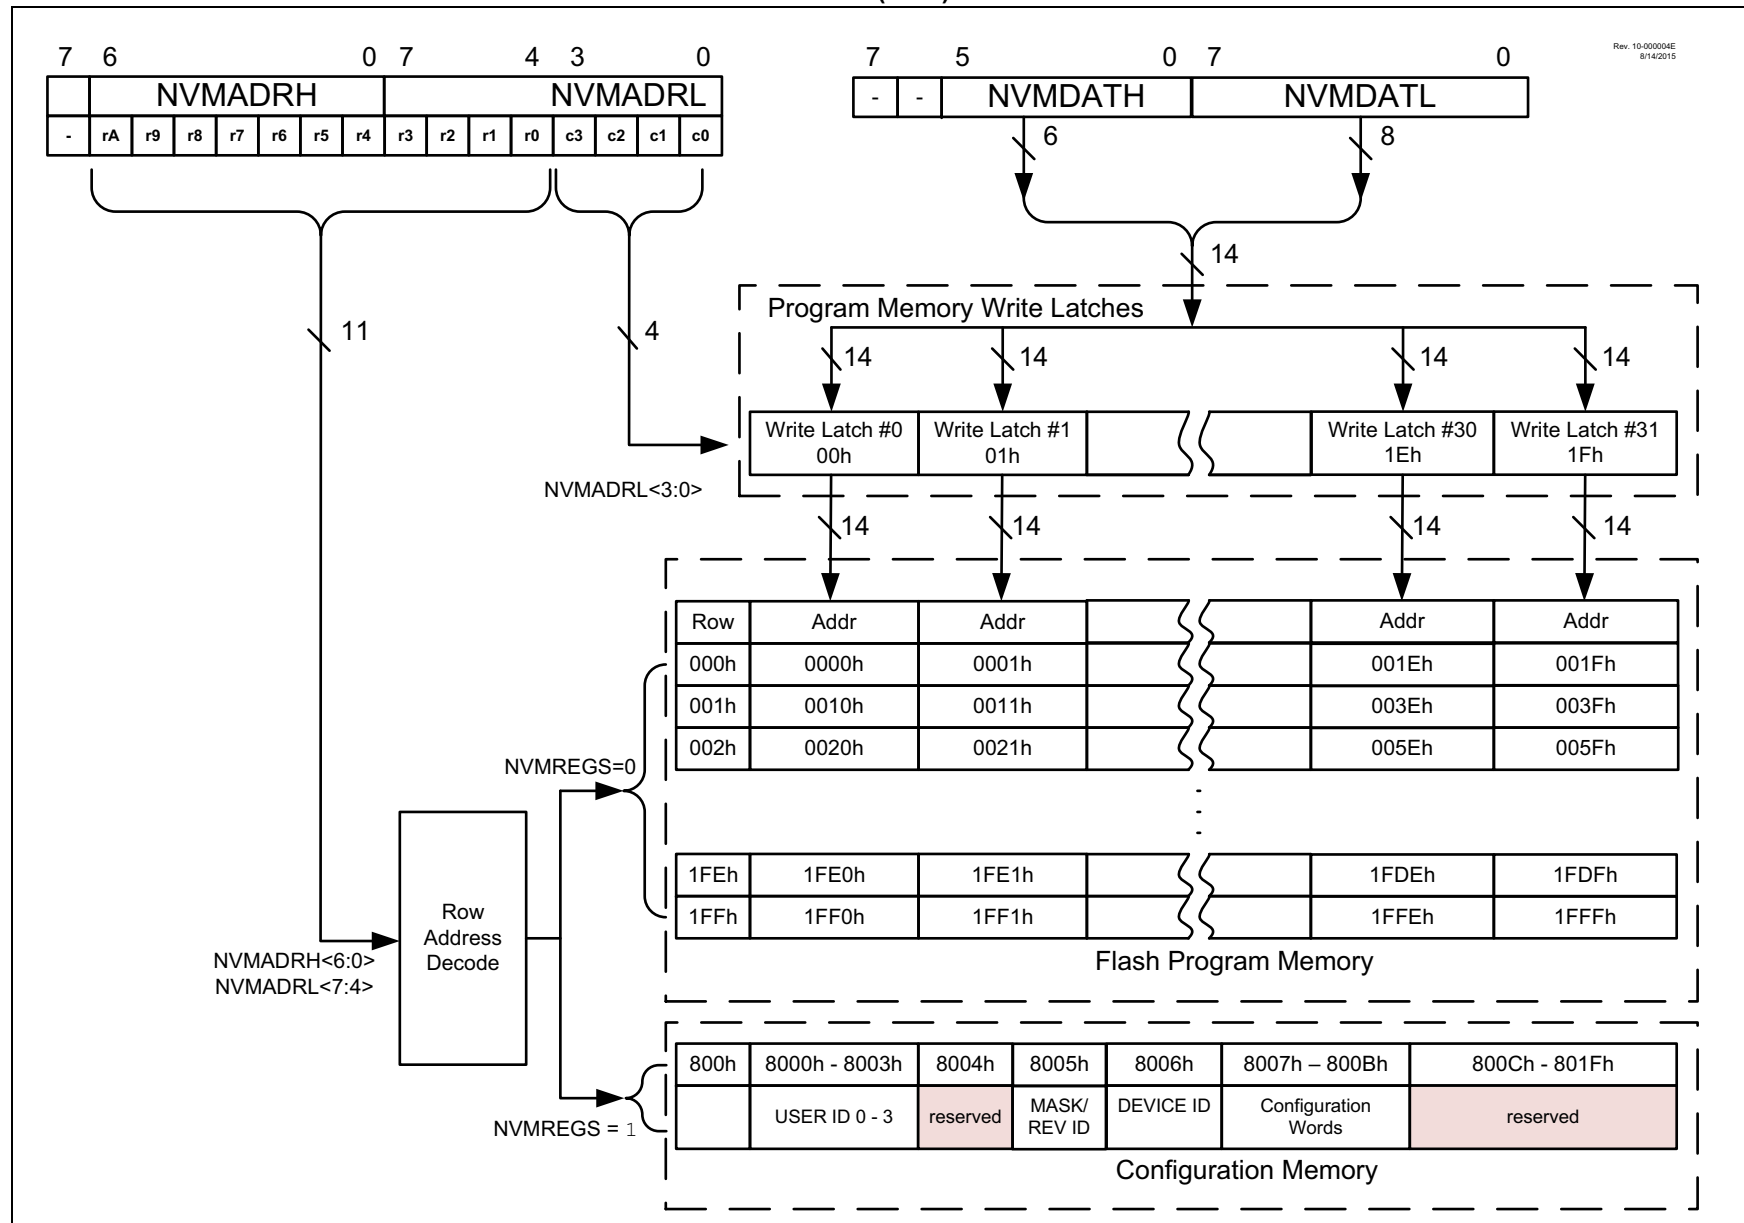 Rev. 10-000004E
8/14/2015
7 6 0 7 4 3 0
7 5 0 7 0
NVMADRH NVMADRL
- - NVMDATH NVMDATL
- rA r9 r8 r7 r6 r5 r4 r3 r2 r1 r0 c3 c2 c1 c0
6 8
14
11 4
Program Memory Write Latches
14 14 14 14
Write Latch #0
00h
Write Latch #1
01h
Write Latch #30
1Eh
Write Latch #31
1Fh
NVMADRL<3:0>
14 14 14 14
Row Addr Addr Addr Addr
000h 0000h 0001h 001Eh 001Fh
001h 0010h 0011h 003Eh 003Fh
002h 0020h 0021h 005Eh 005Fh
NVMREGS=0
1FEh 1FE0h 1FE1h 1FDEh 1FDFh
1FFh 1FF0h 1FF1h 1FFEh 1FFFh
Flash Program Memory
Row
Address
Decode
NVMADRH<6:0>
NVMADRL<7:4>
800h 8000h - 8003h 8004h 8005h 8006h 8007h – 800Bh 800Ch - 801Fh
USER ID 0 - 3
reserved
MASK/
REV ID
DEVICE ID
Configuration
Words
reserved
NVMREGS = 1
Configuration Memory